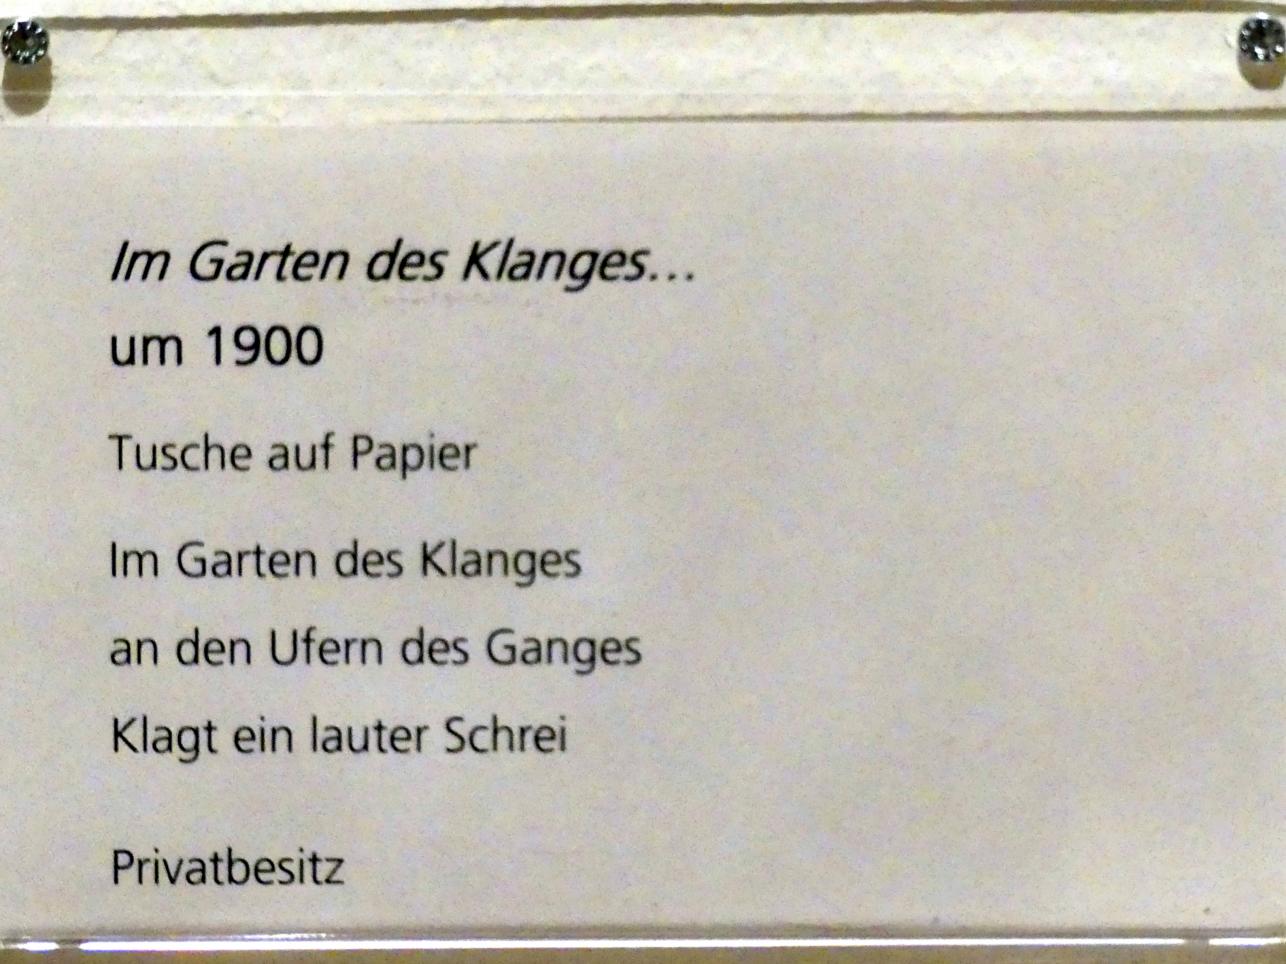 Im Garten des Klanges...
um 1900
Tusche auf Papier
Im Garten des Klanges
an den Ufern des Ganges
Klagt ein lauter Schrei
Privatbesitz